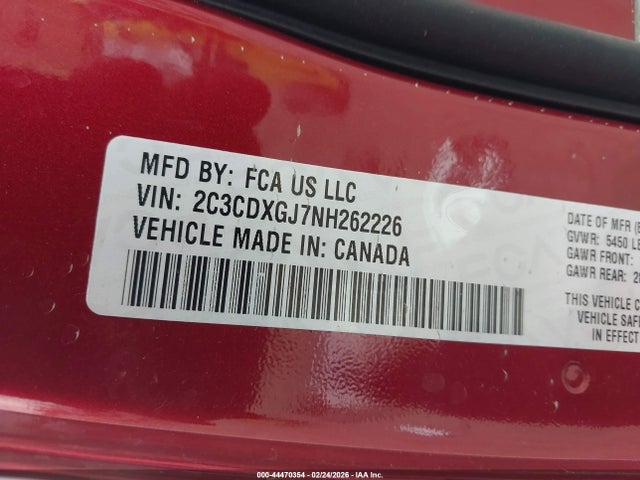 MFD BY: FCA US LLC
VIN: 2C3CDXGJ7NH262226
VEHICLE MADE IN: CANADA
DATE OF MFR
GVWR: 5450 LB
GAWR FRONT:
GAWR REAR:
THIS VEHICLE
VEHICLE
IN EFFECT
000-44470354 - 02/24/2026 - IAA Inc.